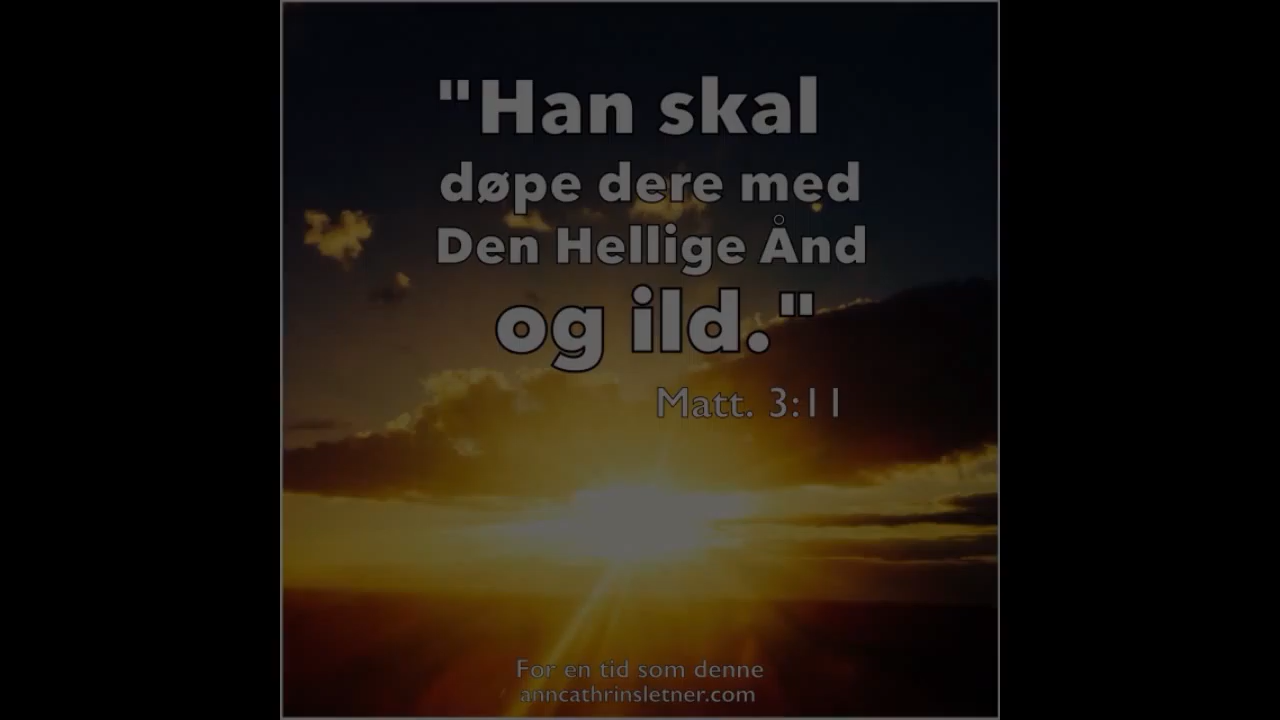 "Han skal
døpe dere med
Den Hellige Ånd
og ild."
Matt. 3:11
For en tid som denne
anncathrinsletner.com